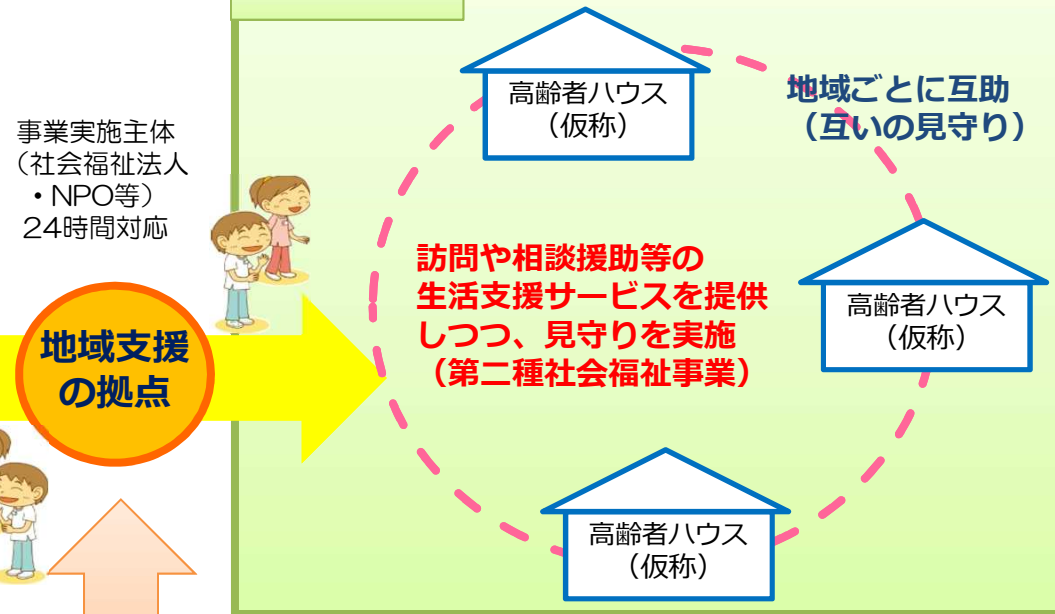 事業実施主体
(社会福祉法人
・NPO等)
24時間対応
地域支援
の拠点
高齢者ハウス
(仮称)
地域ごとに互助
(互いの見守り)
訪問や相談援助等の
生活支援サービスを提供
しつつ、見守りを実施
(第二種社会福祉事業)
高齢者ハウス
(仮称)
高齢者ハウス
(仮称)